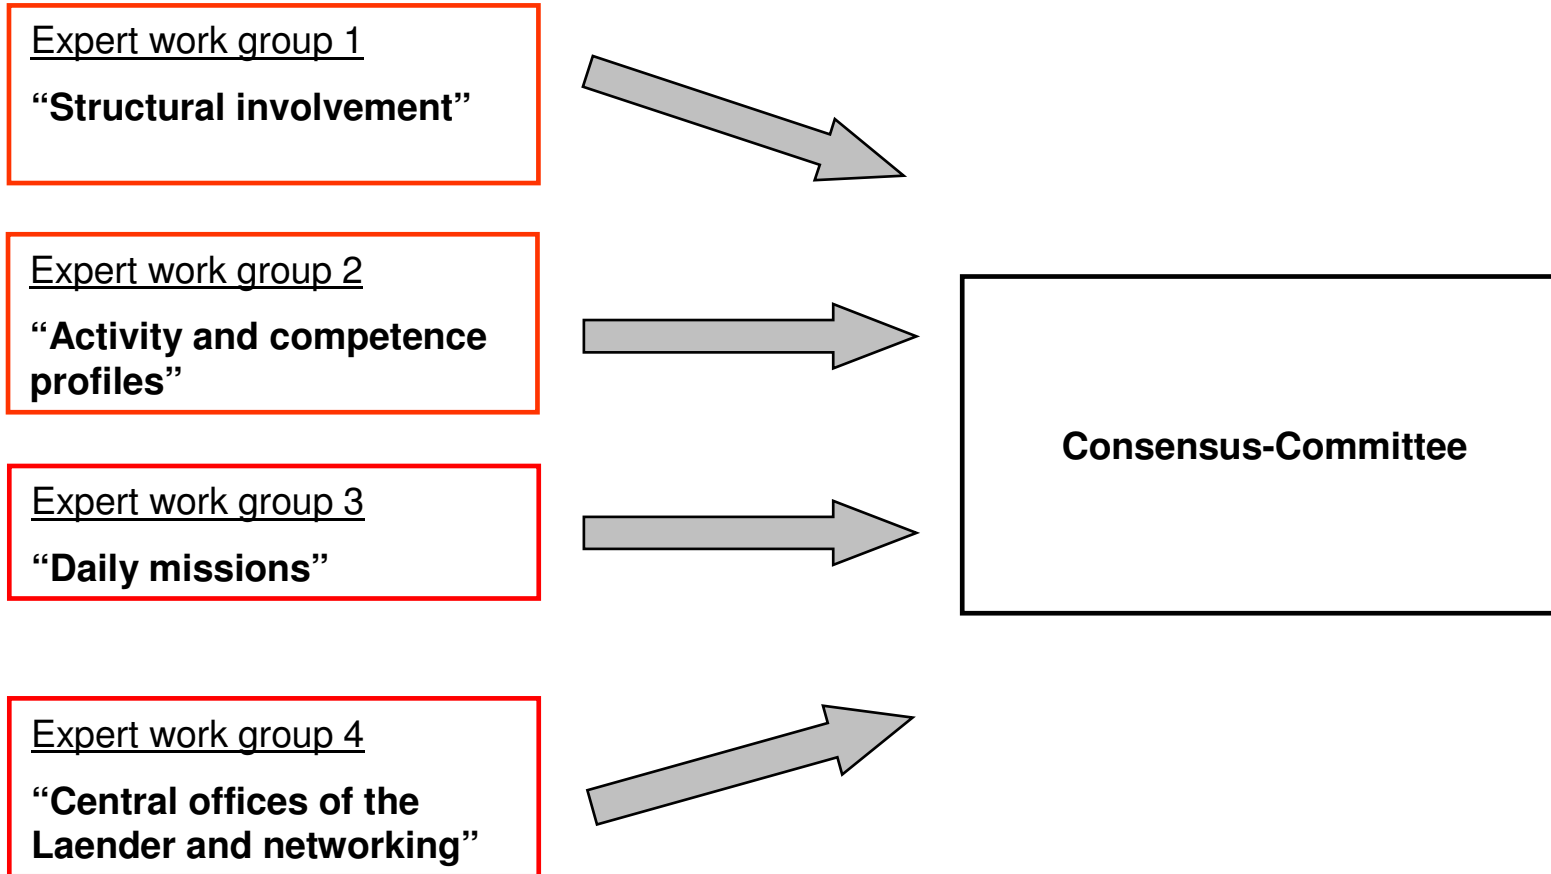 Expert work group 1
“Structural involvement”
Expert work group 2
“Activity and competence
profiles”
Expert work group 3
“Daily missions”
Expert work group 4
“Central offices of the
Laender and networking”
Consensus-Committee